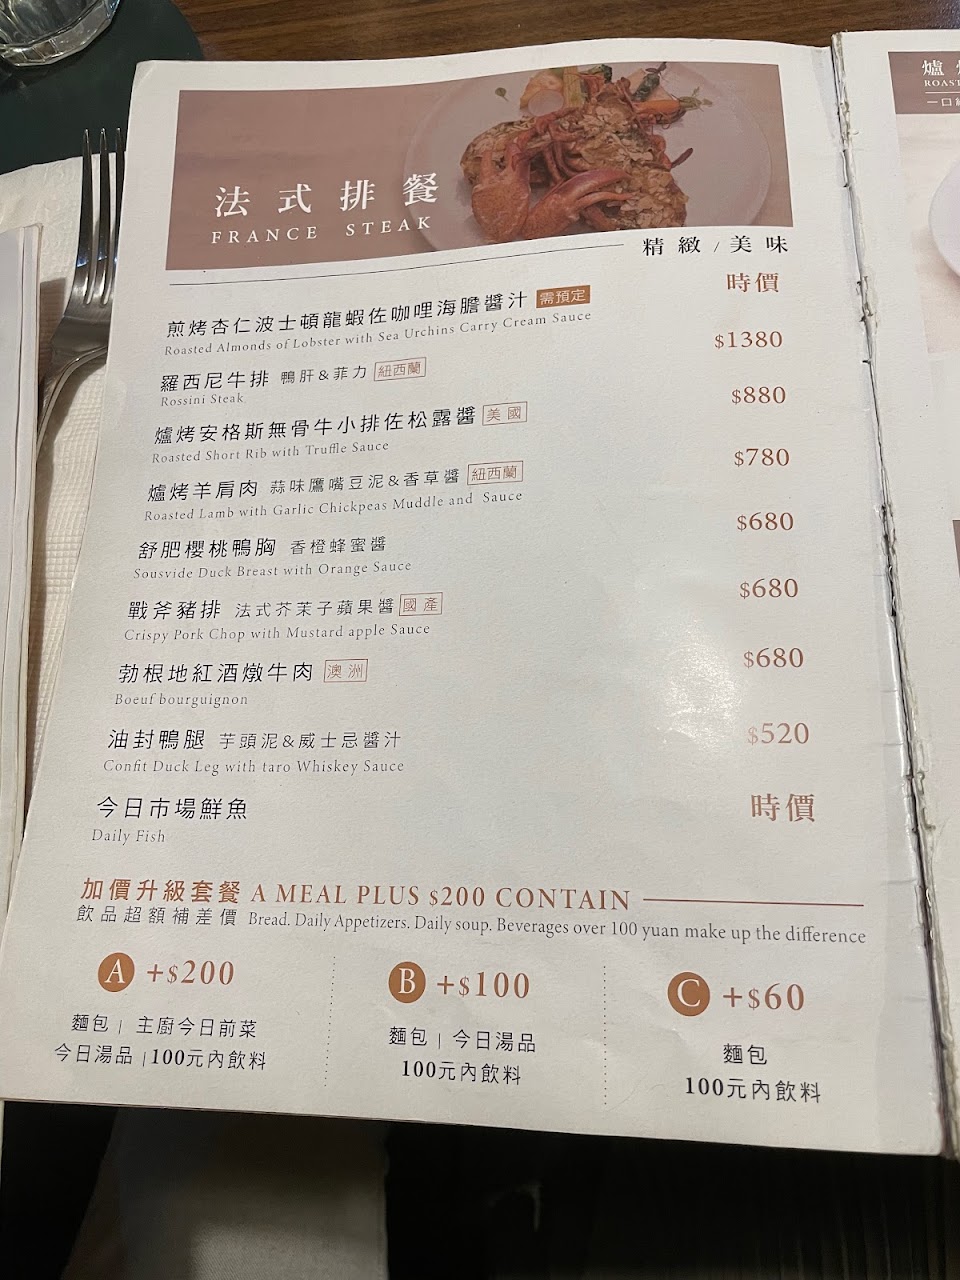 法式排餐
FRANCE STEAK
精緻/美味
煎烤杏仁波士頓龍蝦佐咖哩海膽醬汁 需預定 時價
Roasted Almonds of Lobster with Sea Urchins Carry Cream Sauce
羅西尼牛排 鴨肝&菲力 紐西蘭 $1380
Rossini Steak
爐烤安格斯無骨牛小排佐松露醬 美國 $880
Roasted Short Rib with Truffle Sauce
爐烤羊肩肉 蒜味鷹嘴豆泥&香草醬 紐西蘭 $780
Roasted Lamb with Garlic Chickpeas Muddle and Sauce
舒肥櫻桃鴨胸 香橙蜂蜜醬 $680
Sousvide Duck Breast with Orange Sauce
戰斧豬排 法式芥茉子蘋果醬 國產 $680
Crispy Pork Chop with Mustard apple Sauce
勃根地紅酒燉牛肉 澳洲 $680
Boeuf bourguignon
油封鴨腿 芋頭泥&威士忌醬汁 $520
Confit Duck Leg with taro Whiskey Sauce
今日市場鮮魚 時價
Daily Fish
加價升級套餐 A MEAL PLUS $200 CONTAIN
飲品超額補差價 Bread. Daily Appetizers. Daily soup. Beverages over 100 yuan make up the difference
A +$200
麵包 | 主廚今日前菜
今日湯品 | 100元內飲料
B +$100
麵包 | 今日湯品
100元內飲料
C +$60
麵包
100元內飲料
爐
ROAST
一口